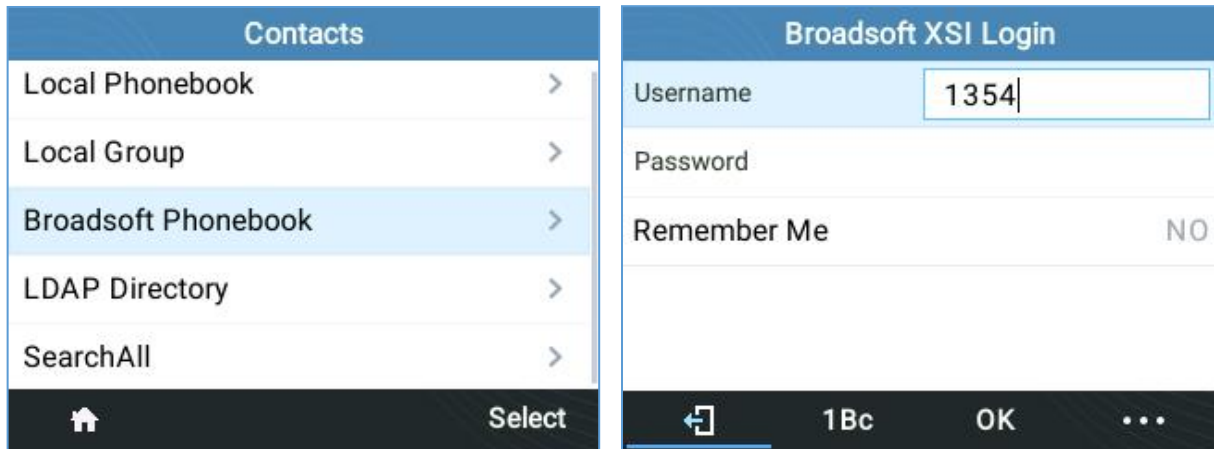 Contacts
Local Phonebook
Local Group
Broadsoft Phonebook
LDAP Directory
SearchAll
Select
Broadsoft XSI Login
Username 1354
Password
Remember Me NO
1Bc OK ...